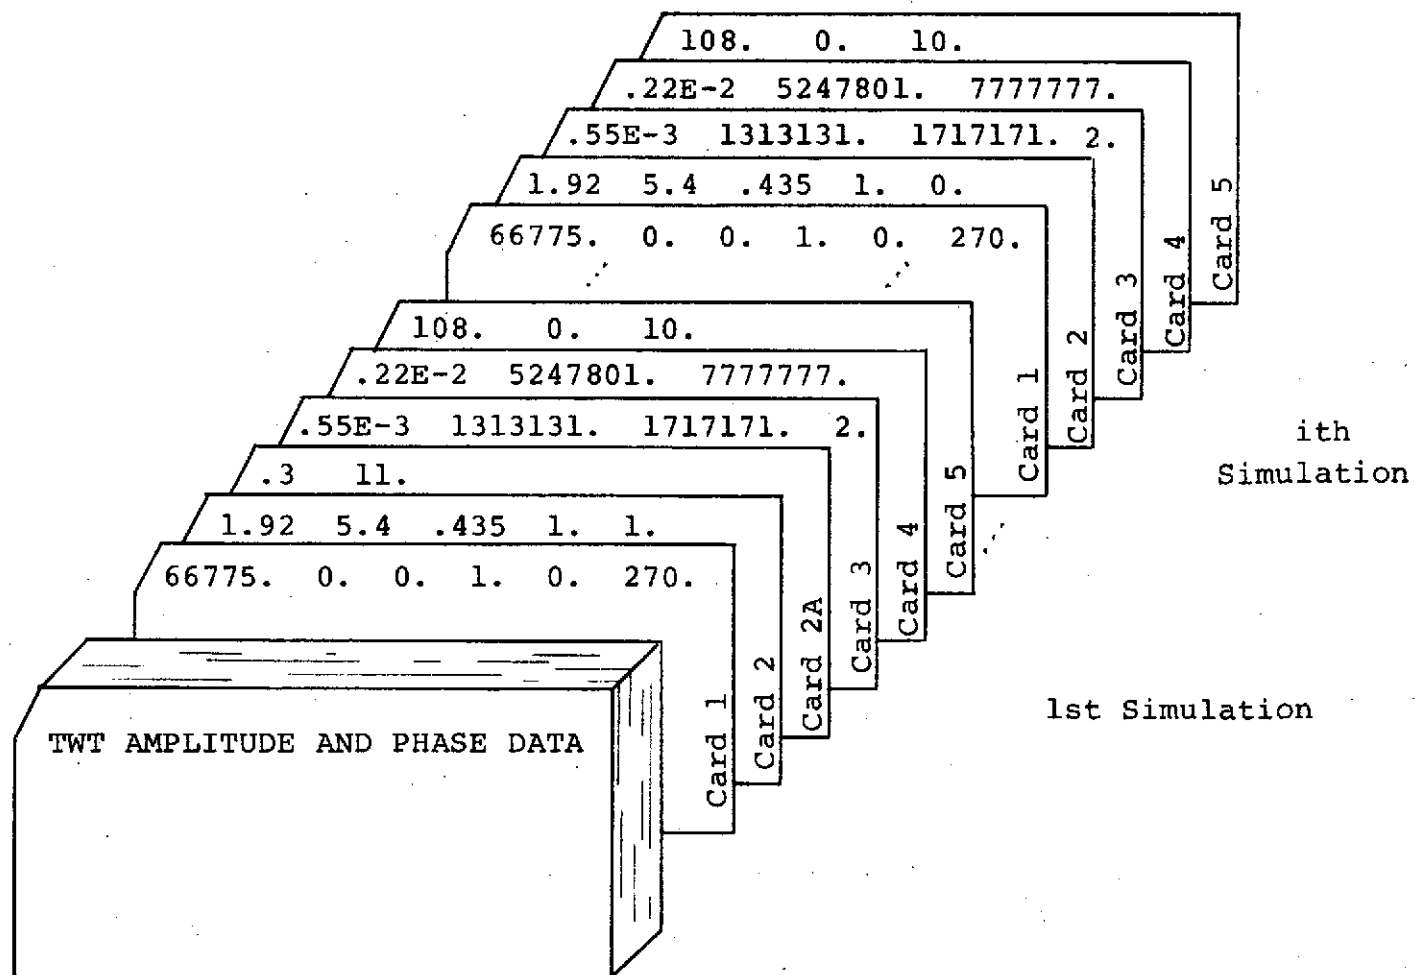 108. 0. 10.
.22E-2 5247801. 7777777.
.55E-3 1313131. 1717171. 2.
1.92 5.4 .435 1. 0.
66775. 0. 0. 1. 0. 270.
Card 5
Card 4
Card 3
Card 2
Card 1
ith
Simulation
108. 0. 10.
.22E-2 5247801. 7777777.
.55E-3 1313131. 1717171. 2.
.3 11.
1.92 5.4 .435 1. 1.
66775. 0. 0. 1. 0. 270.
Card 5
Card 4
Card 3
Card 2A
Card 2
Card 1
1st Simulation
TWT AMPLITUDE AND PHASE DATA